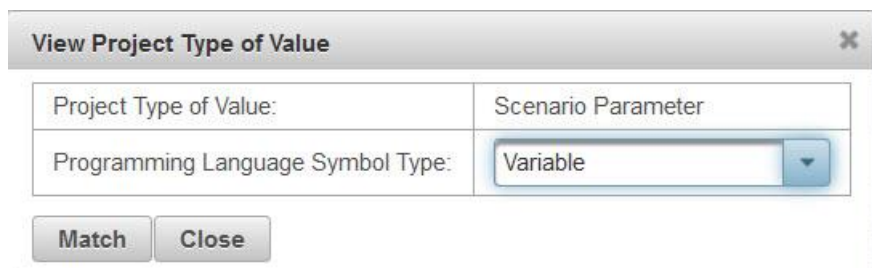 View Project Type of Value
Project Type of Value: Scenario Parameter
Programming Language Symbol Type: Variable
Match Close